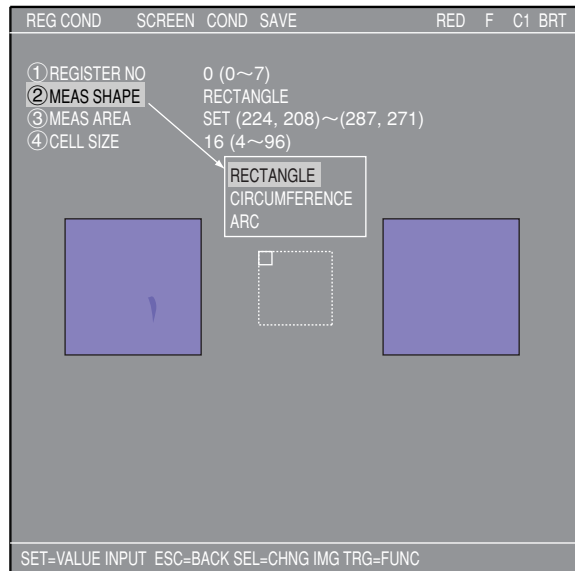 REG COND SCREEN COND SAVE RED F C1 BRT
①REGISTER NO 0 (0～7)
②MEAS SHAPE RECTANGLE
③MEAS AREA SET (224, 208)～(287, 271)
④CELL SIZE 16 (4～96)
RECTANGLE
CIRCUMFERENCE
ARC
SET=VALUE INPUT ESC=BACK SEL=CHNG IMG TRG=FUNC